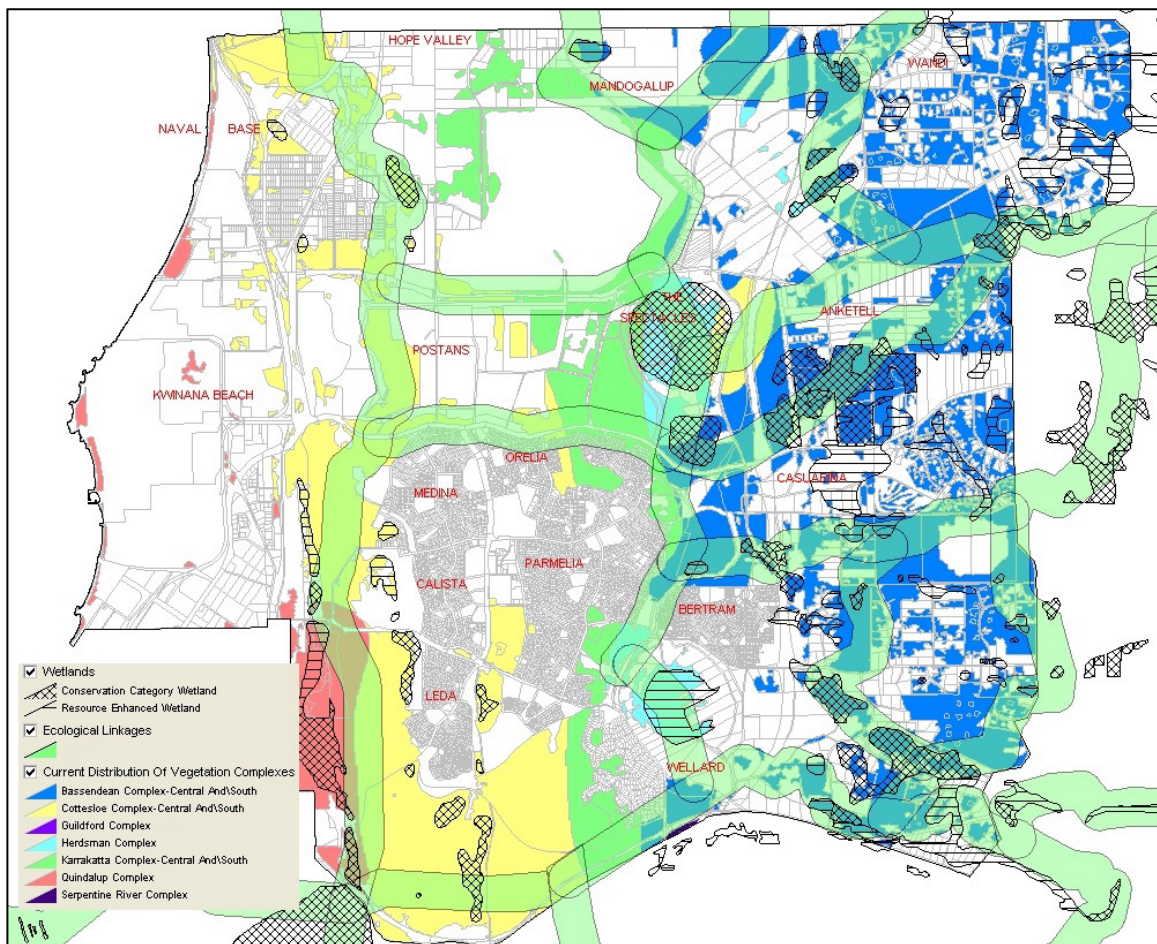 HOPE VALLEY
WANDI
MANDOGALUP
NAVAL BASE
THE
SPECTACLES
ANKETELL
POSTANS
KWINANA BEACH
ORELIA
CASUARINA
MEDINA
PARMELIA
CALISTA
BERTRAM
LEDA
WELLARD
Wetlands
Conservation Category Wetland
Resource Enhanced Wetland
Ecological Linkages
Current Distribution Of Vegetation Complexes
Bassendean Complex-Central And\South
Cottesloe Complex-Central And\South
Guildford Complex
Herdsman Complex
Karrakatta Complex-Central And\South
Quindalup Complex
Serpentine River Complex